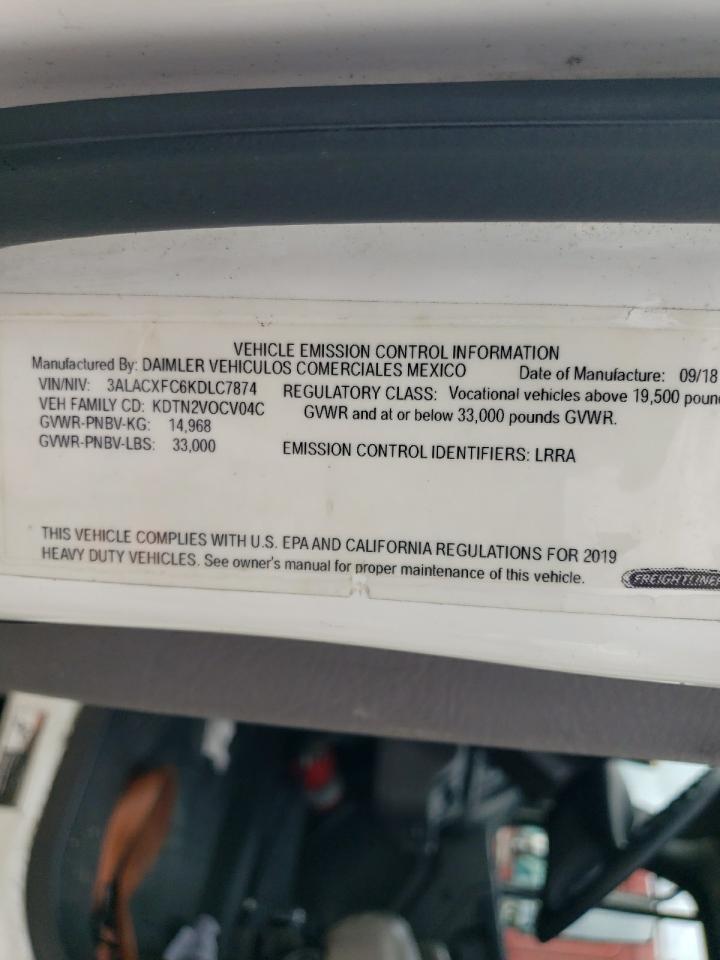 VEHICLE EMISSION CONTROL INFORMATION
Manufactured By: DAIMLER VEHICULOS COMERCIALES MEXICO Date of Manufacture: 09/18
VIN/NIV: 3ALACXFC6KDLC7874 REGULATORY CLASS: Vocational vehicles above 19,500
VEH FAMILY CD: KDTN2VOCV04C GVWR and at or below 33,000 pounds GVWR.
GVWR-PNBV-KG: 14,968
GVWR-PNBV-LBS: 33,000 EMISSION CONTROL IDENTIFIERS: LRRA
THIS VEHICLE COMPLIES WITH U.S. EPA AND CALIFORNIA REGULATIONS FOR 2019
HEAVY DUTY VEHICLES. See owner's manual for proper maintenance of this vehicle.
FREIGHTLINER